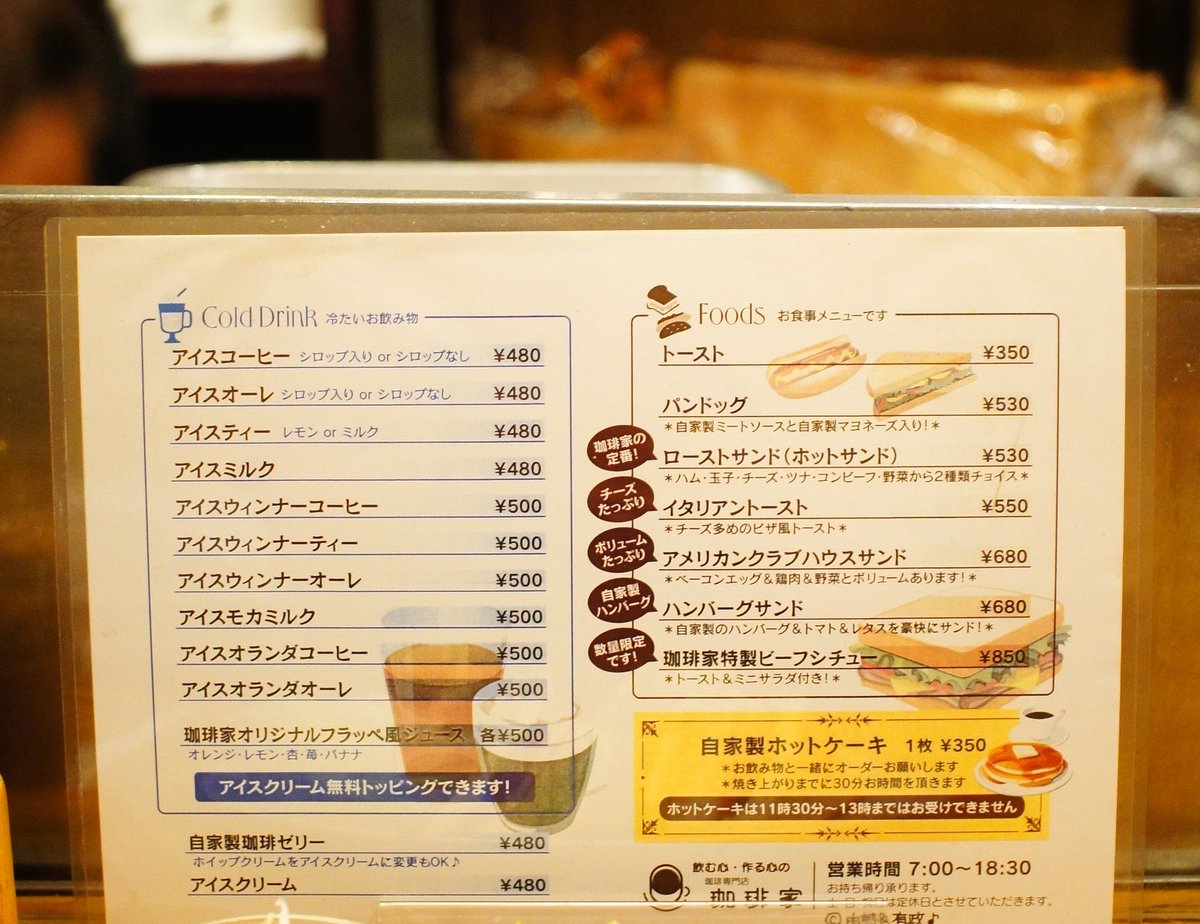 Cold Drink 冷たいお飲み物
アイスコーヒー シロップ入り or シロップなし ¥480
アイスオーレ シロップ入り or シロップなし ¥480
アイスティー レモン or ミルク ¥480
アイスミルク ¥480
アイスウィンナーコーヒー ¥500
アイスウィンナーティー ¥500
アイスウィンナーオーレ ¥500
アイスモカミルク ¥500
アイスオランダコーヒー ¥500
アイスオランダオーレ ¥500
珈琲家オリジナルフラッペ風ジュース 各¥500
オレンジ・レモン・杏・苺・バナナ
アイスクリーム無料トッピングできます!
自家製珈琲ゼリー ¥480
ホイップクリームをアイスクリームに変更もOK♪
アイスクリーム ¥480
Foods お食事メニューです
トースト ¥350
パンドッグ ¥530
*自家製ミートソースと自家製マヨネーズ入り!*
珈琲家の
定番!
ローストサンド(ホットサンド) ¥530
*ハム・玉子・チーズ・ツナ・コンビーフ・野菜から2種類チョイス*
チーズ
たっぷり
イタリアントースト ¥550
*チーズ多めのピザ風トースト*
ボリューム
たっぷり
アメリカンクラブハウスサンド ¥680
*ベーコンエッグ&鶏肉&野菜とボリュームあります!*
自家製
ハンバーグ
ハンバーグサンド ¥680
*自家製のハンバーグ&トマト&レタスを豪快にサンド!*
数量限定
です!
珈琲家特製ビーフシチュー ¥850
*トースト&ミニサラダ付き!*
自家製ホットケーキ 1枚 ¥350
*お飲み物と一緒にオーダーお願いします
*焼き上がりまでに30分お時間を頂きます
ホットケーキは11時30分～13時まではお受けできません
飲む心・作る心の
珈琲専門店
珈琲家
営業時間 7:00～18:30
お持ち帰り承ります。
祝日は定休日とさせていただきます。
有政♪